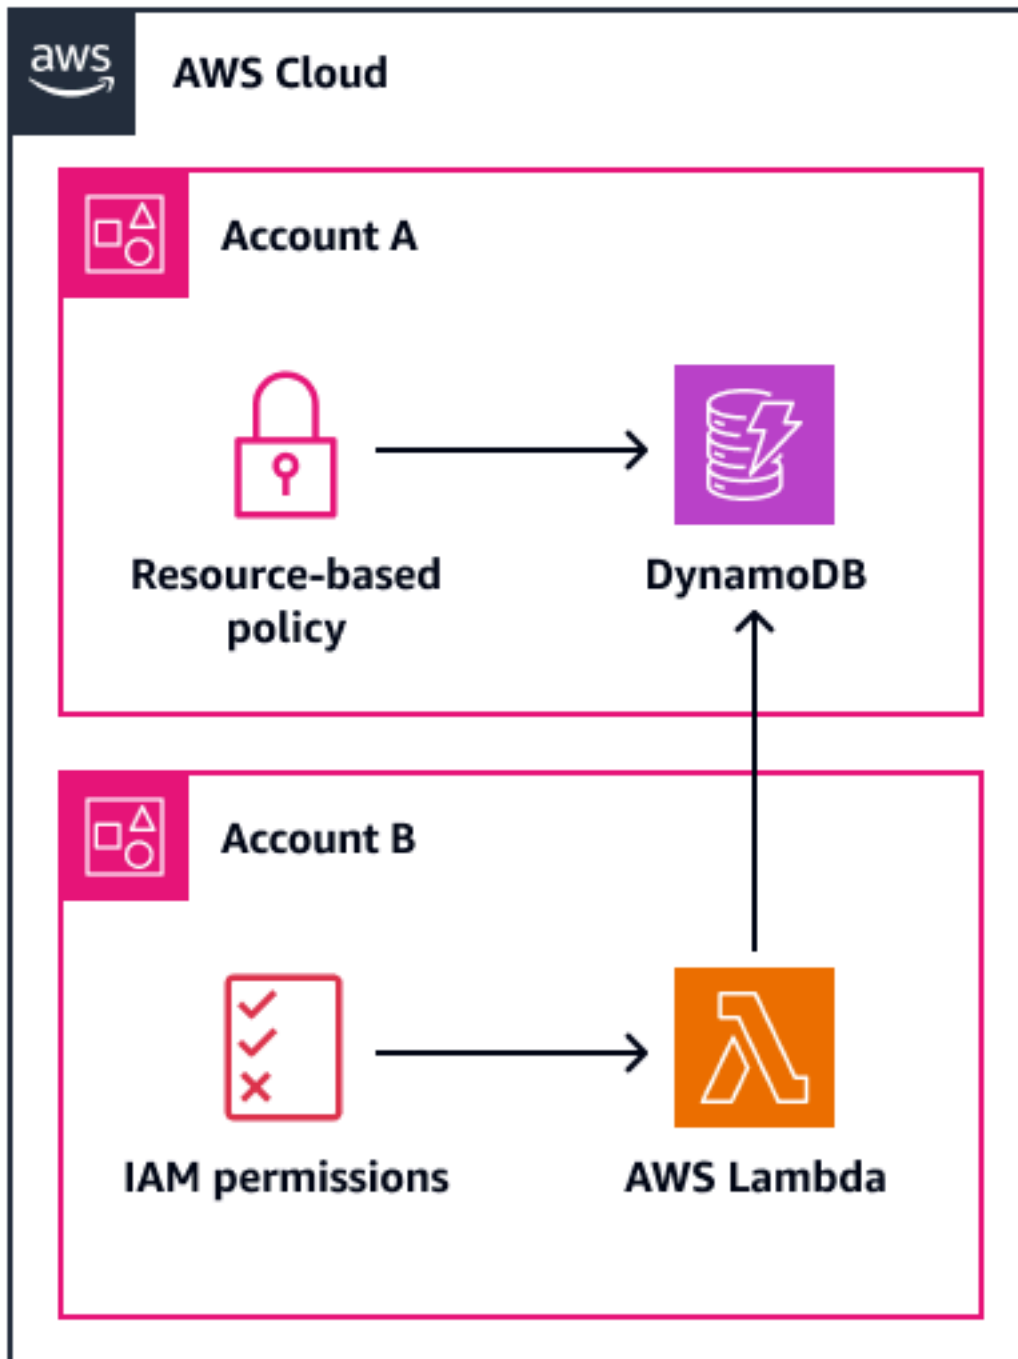 aws
AWS Cloud
Account A
Resource-based
policy
DynamoDB
Account B
IAM permissions
AWS Lambda